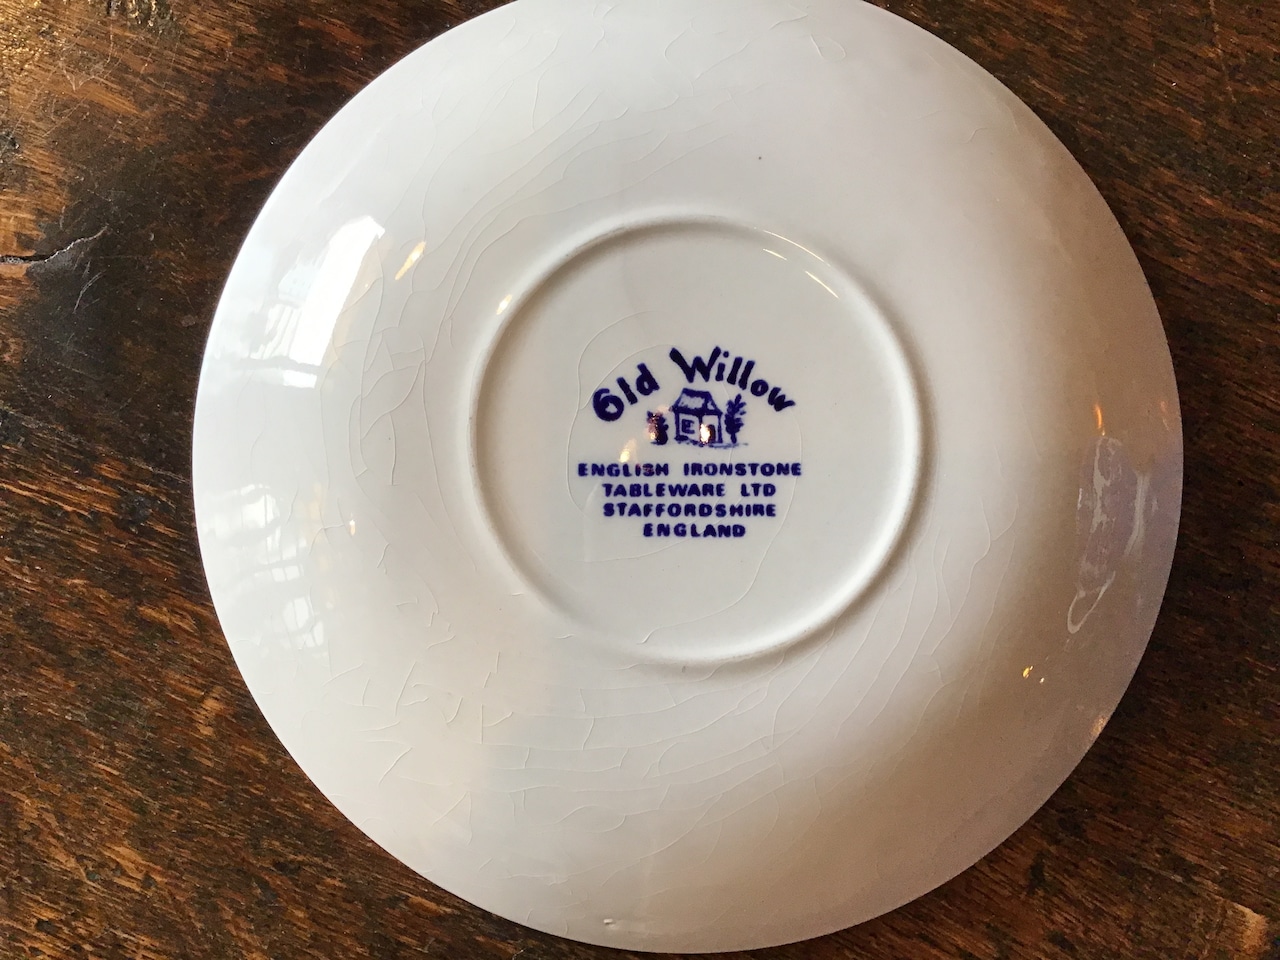 Old Willow
E
ENGLISH IRONSTONE
TABLEWARE LTD
STAFFORDSHIRE
ENGLAND